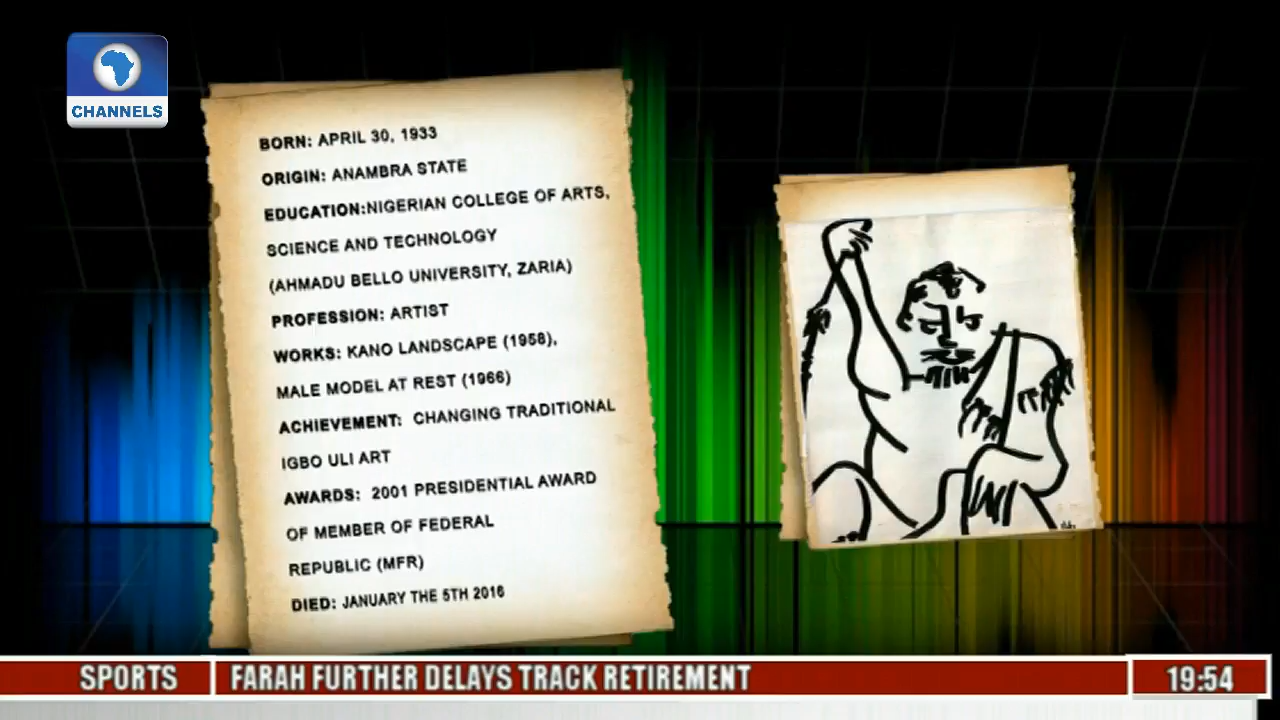 CHANNELS
BORN: APRIL 30, 1933
ORIGIN: ANAMBRA STATE
EDUCATION:NIGERIAN COLLEGE OF ARTS,
SCIENCE AND TECHNOLOGY
(AHMADU BELLO UNIVERSITY, ZARIA)
PROFESSION: ARTIST
WORKS: KANO LANDSCAPE (1958),
MALE MODEL AT REST (1966)
ACHIEVEMENT: CHANGING TRADITIONAL
IGBO ULI ART
AWARDS: 2001 PRESIDENTIAL AWARD
OF MEMBER OF FEDERAL
REPUBLIC (MFR)
DIED: JANUARY THE 5TH 2016
SPORTS
FARAH FURTHER DELAYS TRACK RETIREMENT
19:54